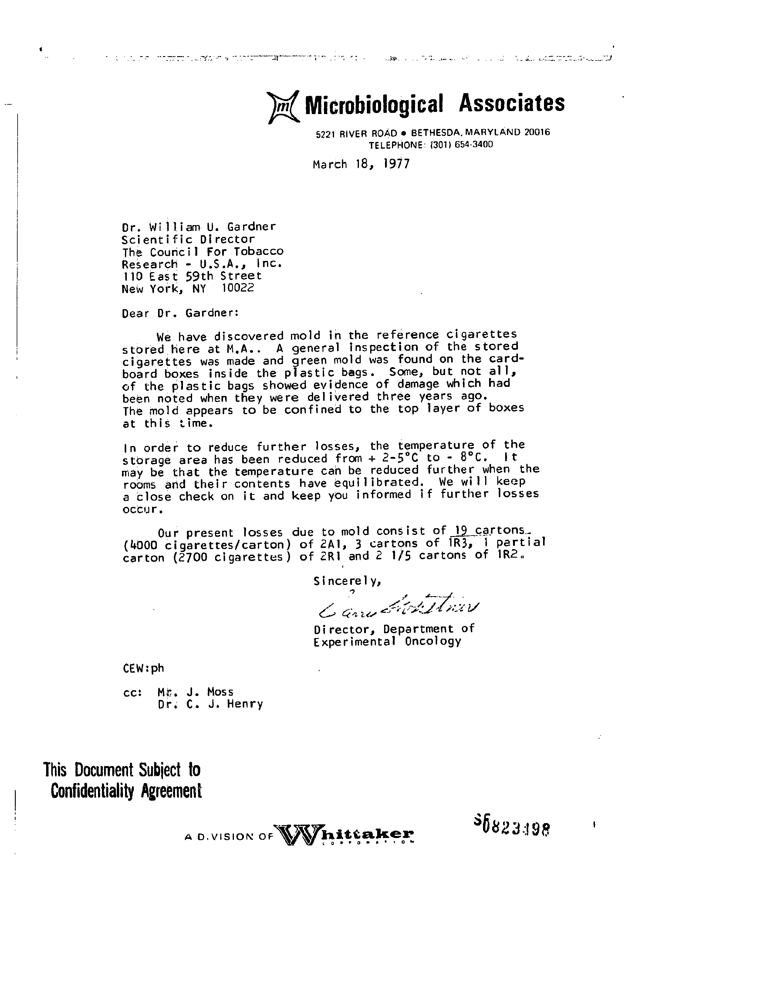 m Microbiological Associates
5221 RIVER ROAD • BETHESDA, MARYLAND 20016
TELEPHONE: (301) 654-3400
March 18, 1977
Dr. William U. Gardner
Scientific Director
The Council For Tobacco
Research - U.S.A., Inc.
110 East 59th Street
New York, NY 10022
Dear Dr. Gardner:
We have discovered mold in the reference cigarettes
stored here at M.A.. A general inspection of the stored
cigarettes was made and green mold was found on the card-
board boxes inside the plastic bags. Some, but not all,
of the plastic bags showed evidence of damage which had
been noted when they were delivered three years ago.
The mold appears to be confined to the top layer of boxes
at this time.
In order to reduce further losses, the temperature of the
storage area has been reduced from + 2-5°C to - 8°C. It
may be that the temperature can be reduced further when the
rooms and their contents have equilibrated. We will keep
a close check on it and keep you informed if further losses
occur.
Our present losses due to mold consist of 19 cartons
(4000 cigarettes/carton) of 2A1, 3 cartons of 1R3, 1 partial
carton (2700 cigarettes) of 2R1 and 2 1/5 cartons of 1R2.
Sincerely,
Director, Department of
Experimental Oncology
CEW:ph
cc: Mr. J. Moss
Dr. C. J. Henry
This Document Subject to
Confidentiality Agreement
A DIVISION OF Whittaker
CORPORATION